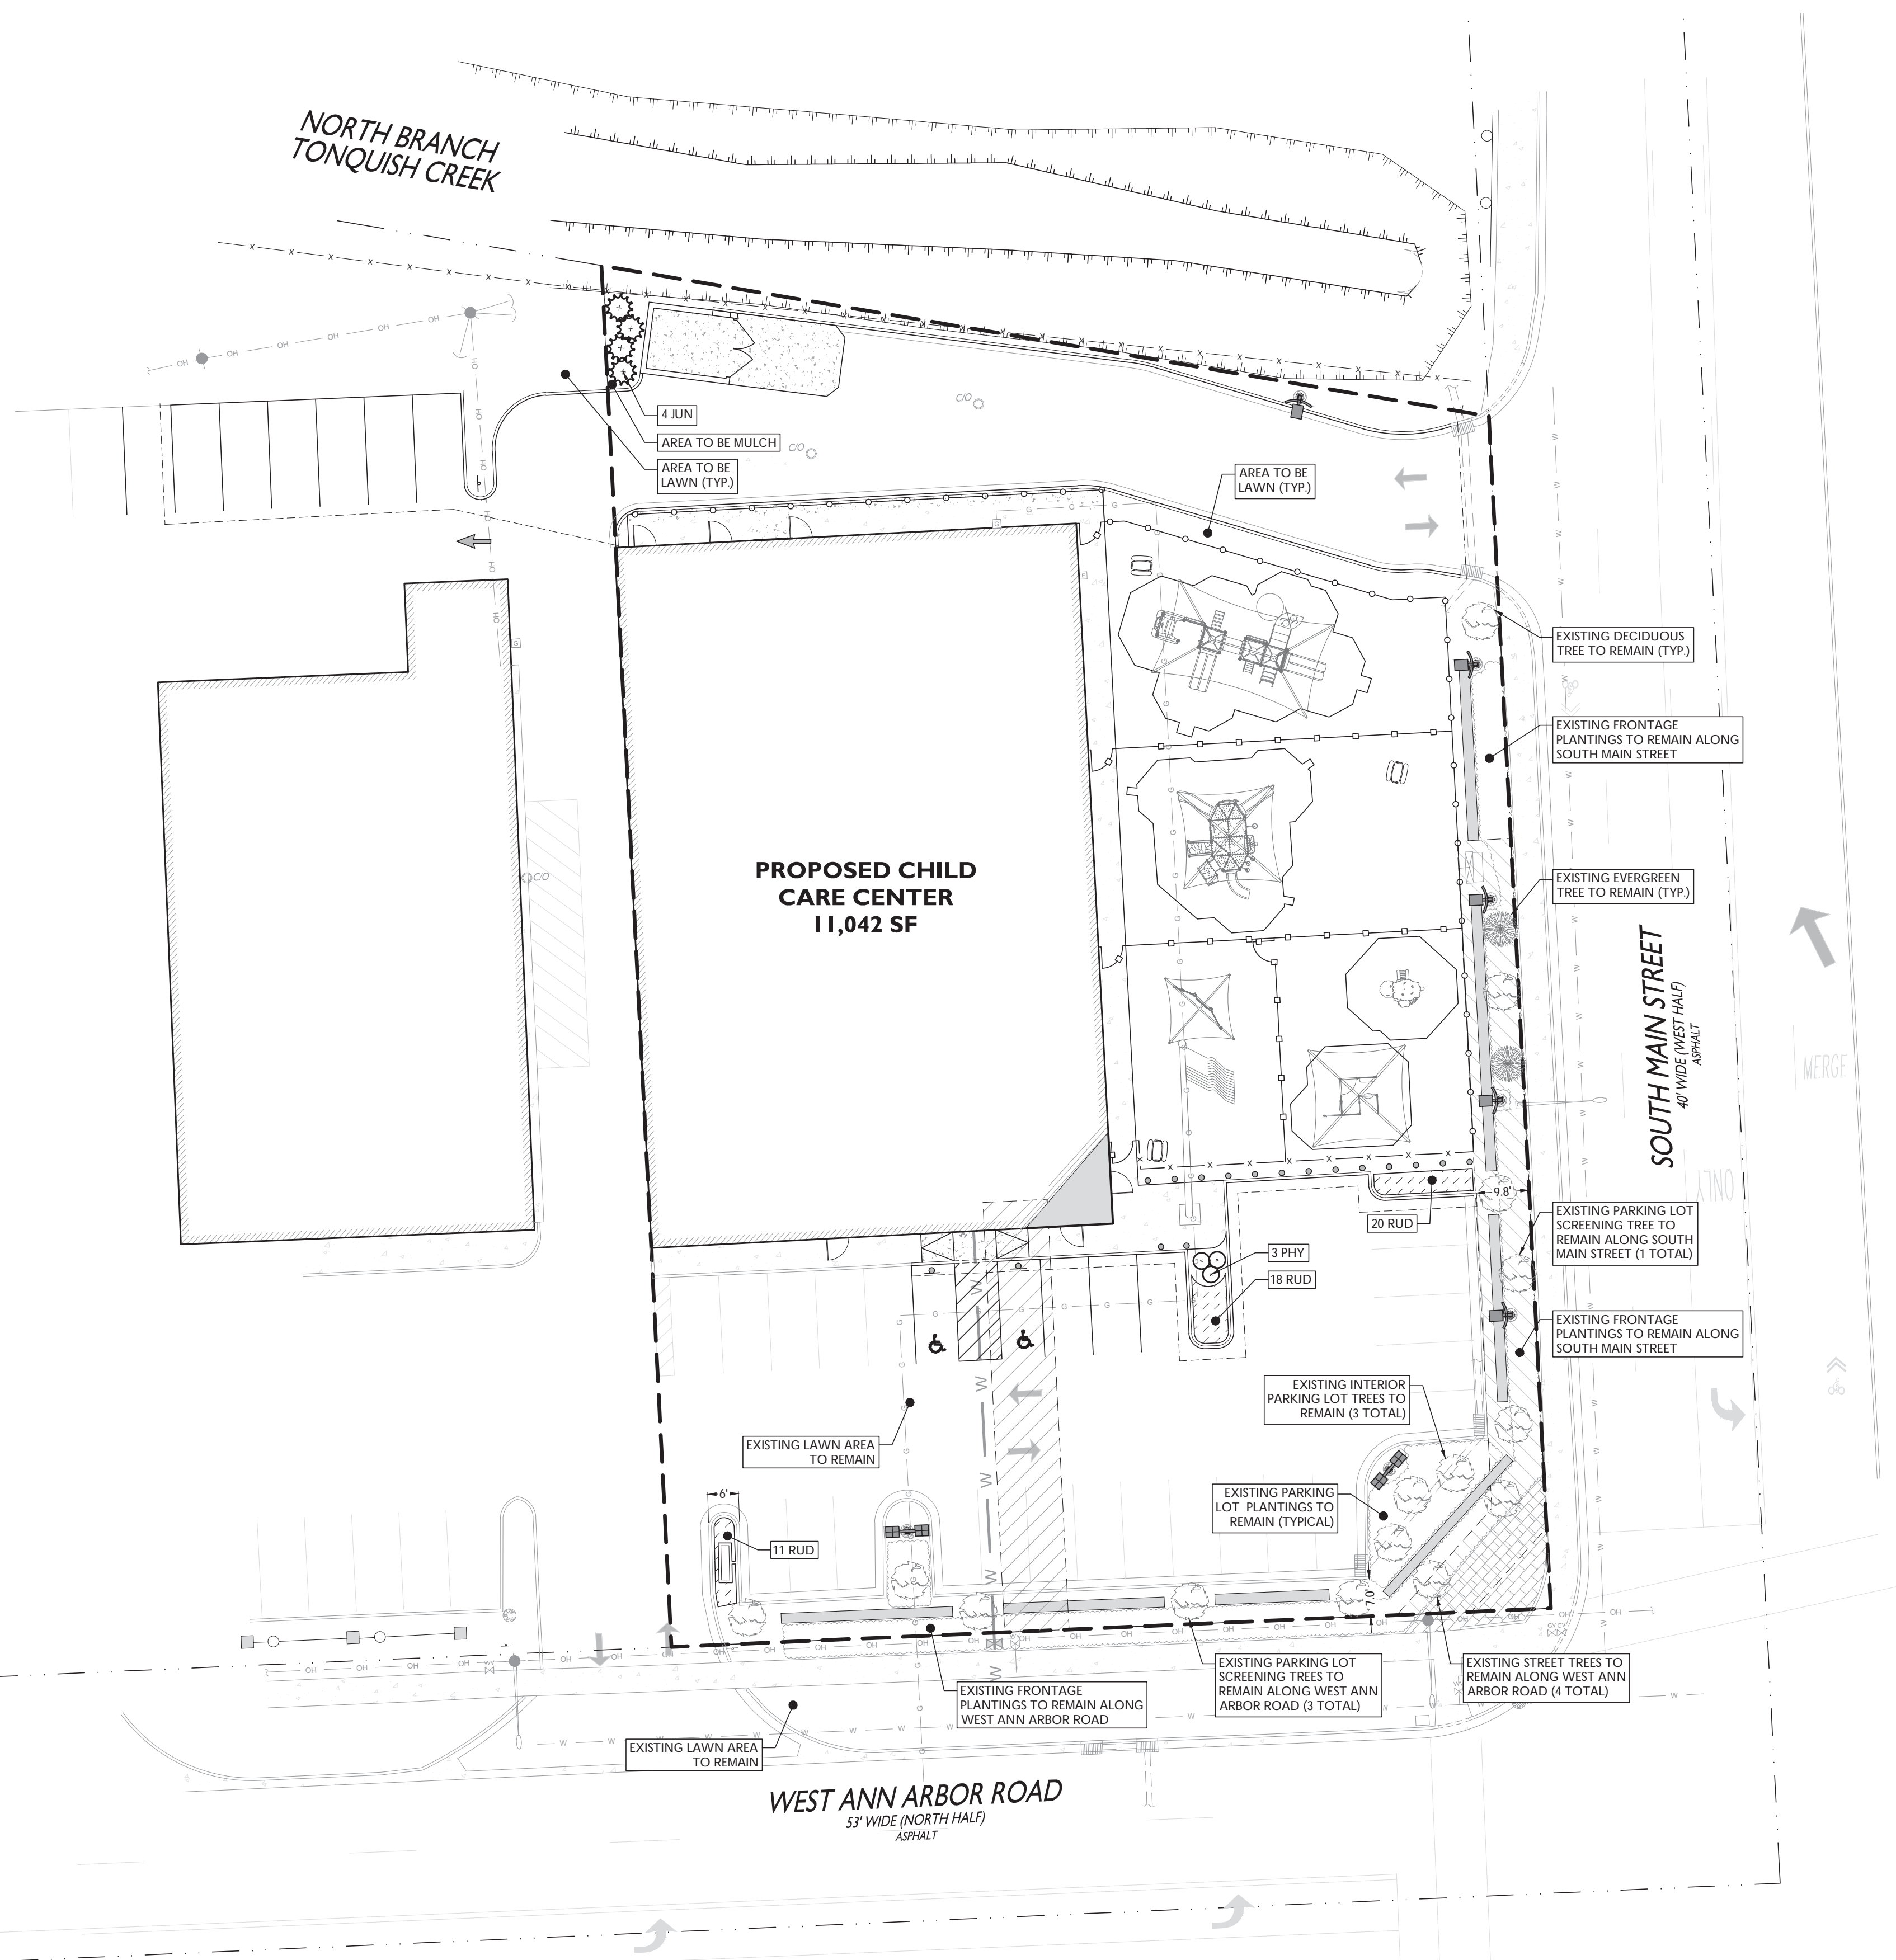 NORTH BRANCH
TONQUISH CREEK
4 JUN
AREA TO BE MULCH
AREA TO BE
LAWN (TYP.)
C/O
C/O
AREA TO BE
LAWN (TYP.)
EXISTING DECIDUOUS
TREE TO REMAIN (TYP.)
EXISTING FRONTAGE
PLANTINGS TO REMAIN ALONG
SOUTH MAIN STREET
EXISTING EVERGREEN
TREE TO REMAIN (TYP.)
C/O
PROPOSED CHILD
CARE CENTER
11,042 SF
SOUTH MAIN STREET
40' WIDE (WEST HALF)
ASPHALT
MERGE
ONLY
9.8'
20 RUD
EXISTING PARKING LOT
SCREENING TREE TO
REMAIN ALONG SOUTH
MAIN STREET (1 TOTAL)
3 PHY
18 RUD
EXISTING FRONTAGE
PLANTINGS TO REMAIN ALONG
SOUTH MAIN STREET
EXISTING INTERIOR
PARKING LOT TREES TO
REMAIN (3 TOTAL)
EXISTING LAWN AREA
TO REMAIN
EXISTING PARKING
LOT PLANTINGS TO
REMAIN (TYPICAL)
6'
11 RUD
7.0'
EXISTING FRONTAGE
PLANTINGS TO REMAIN ALONG
WEST ANN ARBOR ROAD
EXISTING PARKING LOT
SCREENING TREES TO
REMAIN ALONG WEST ANN
ARBOR ROAD (3 TOTAL)
EXISTING STREET TREES TO
REMAIN ALONG WEST ANN
ARBOR ROAD (4 TOTAL)
EXISTING LAWN AREA
TO REMAIN
WEST ANN ARBOR ROAD
53' WIDE (NORTH HALF)
ASPHALT